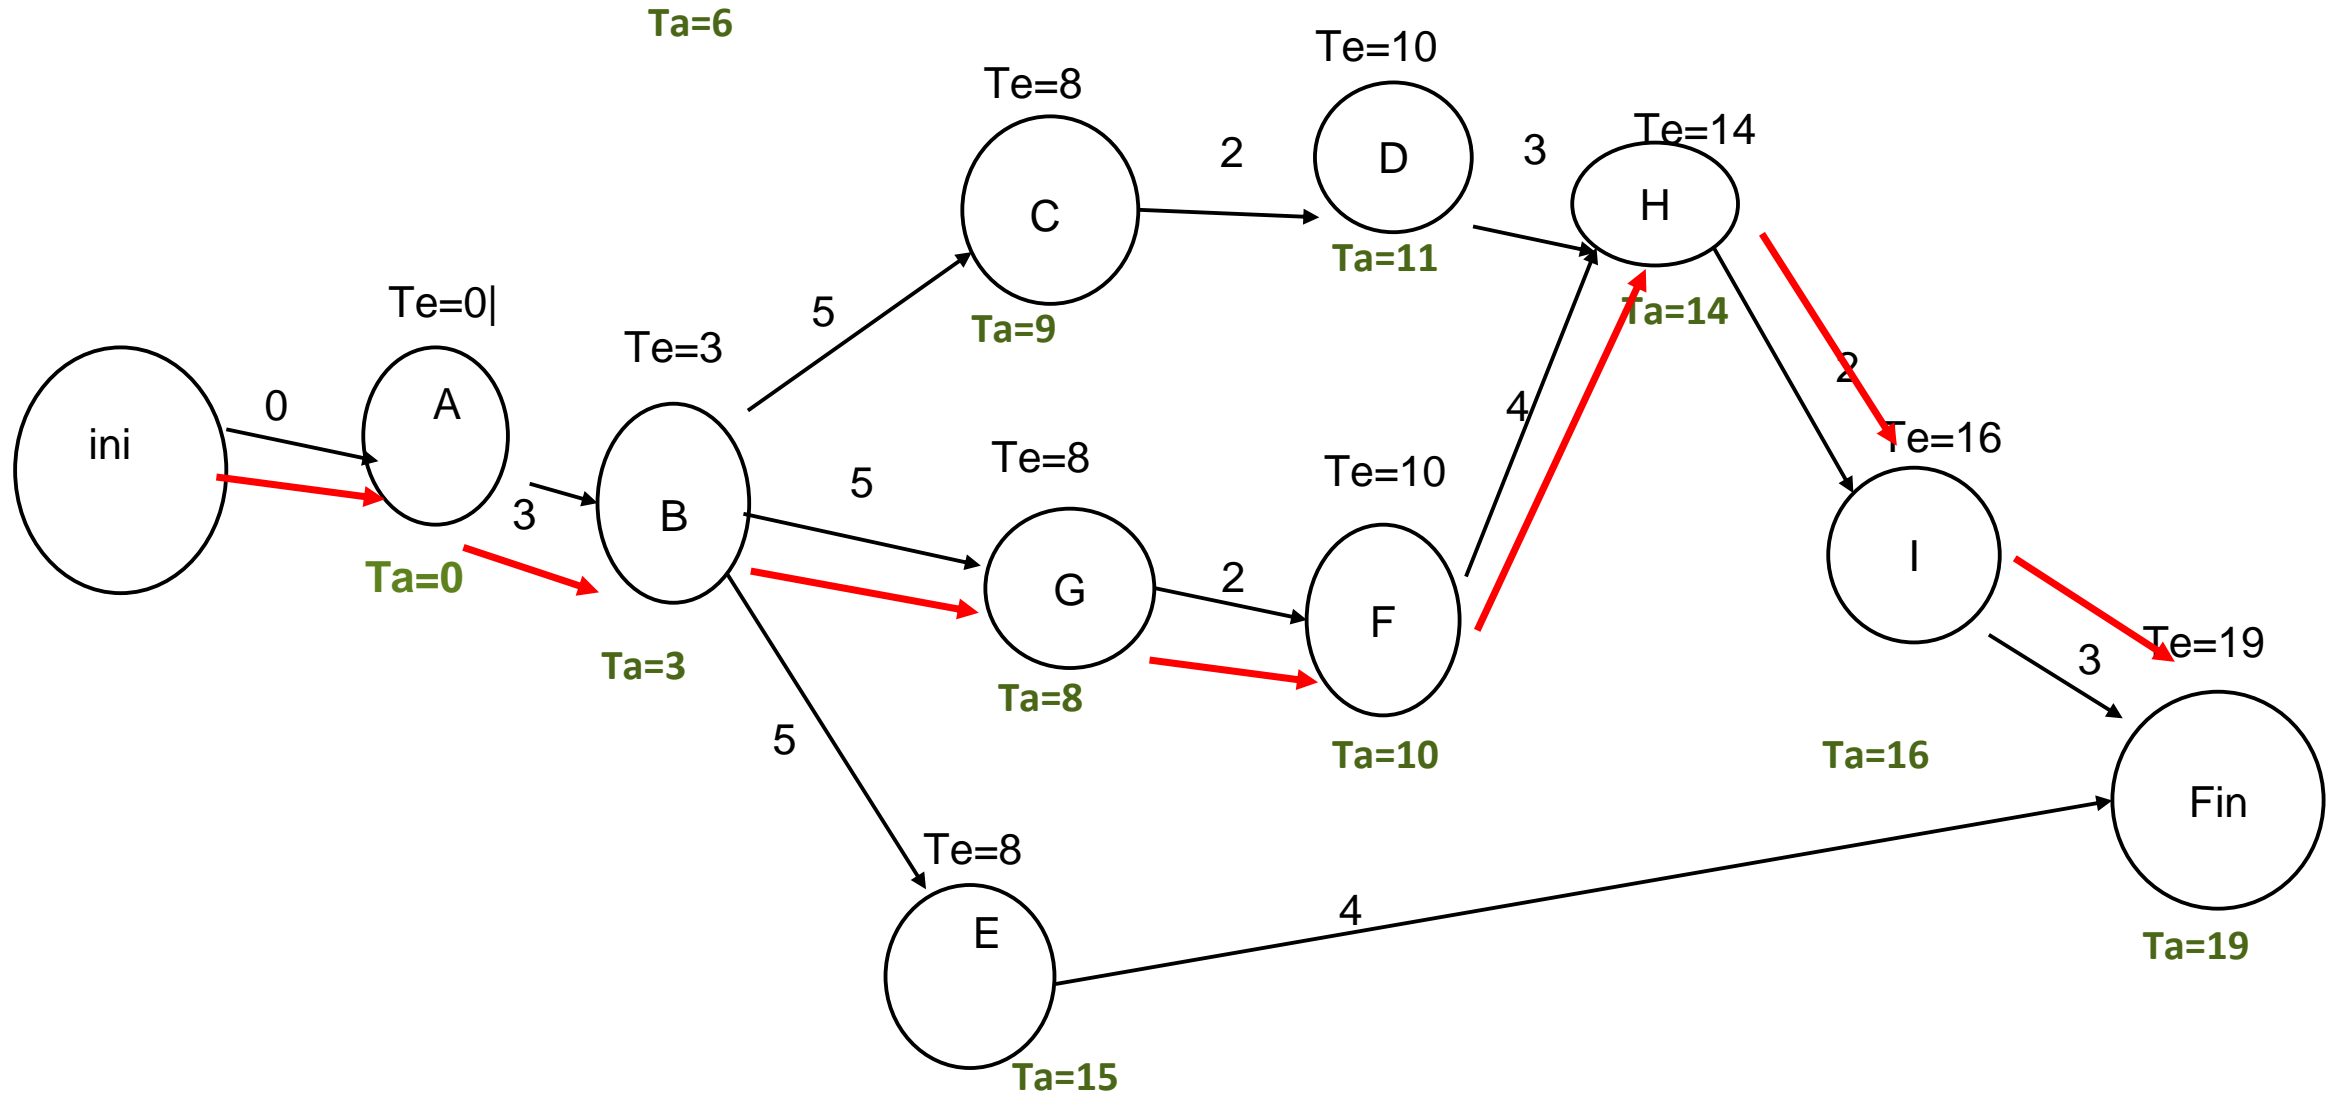 Ta=6
Te=10
Te=8
Te=14
2
3
D
H
C
Ta=11
Te=0|
5
Ta=9
Ta=14
Te=3
2
0
A
4
ini
Te=16
Te=8
Te=10
5
3
B
I
Ta=0
G
2
F
Te=19
Ta=3
3
Ta=8
5
Ta=10
Ta=16
Fin
Te=8
4
E
Ta=19
Ta=15